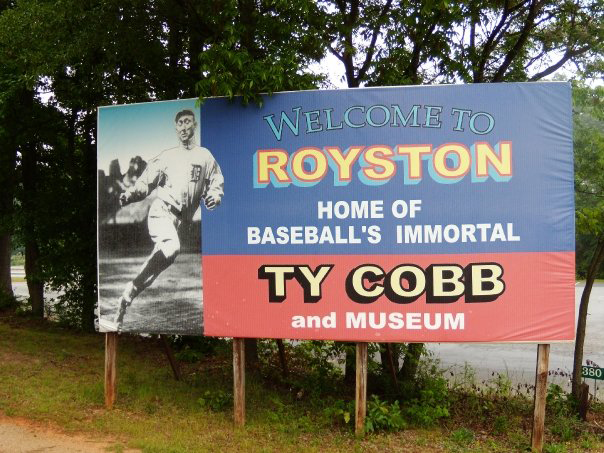 WELCOME TO
ROYSTON
HOME OF
BASEBALL'S IMMORTAL
TY COBB
and MUSEUM
D
380